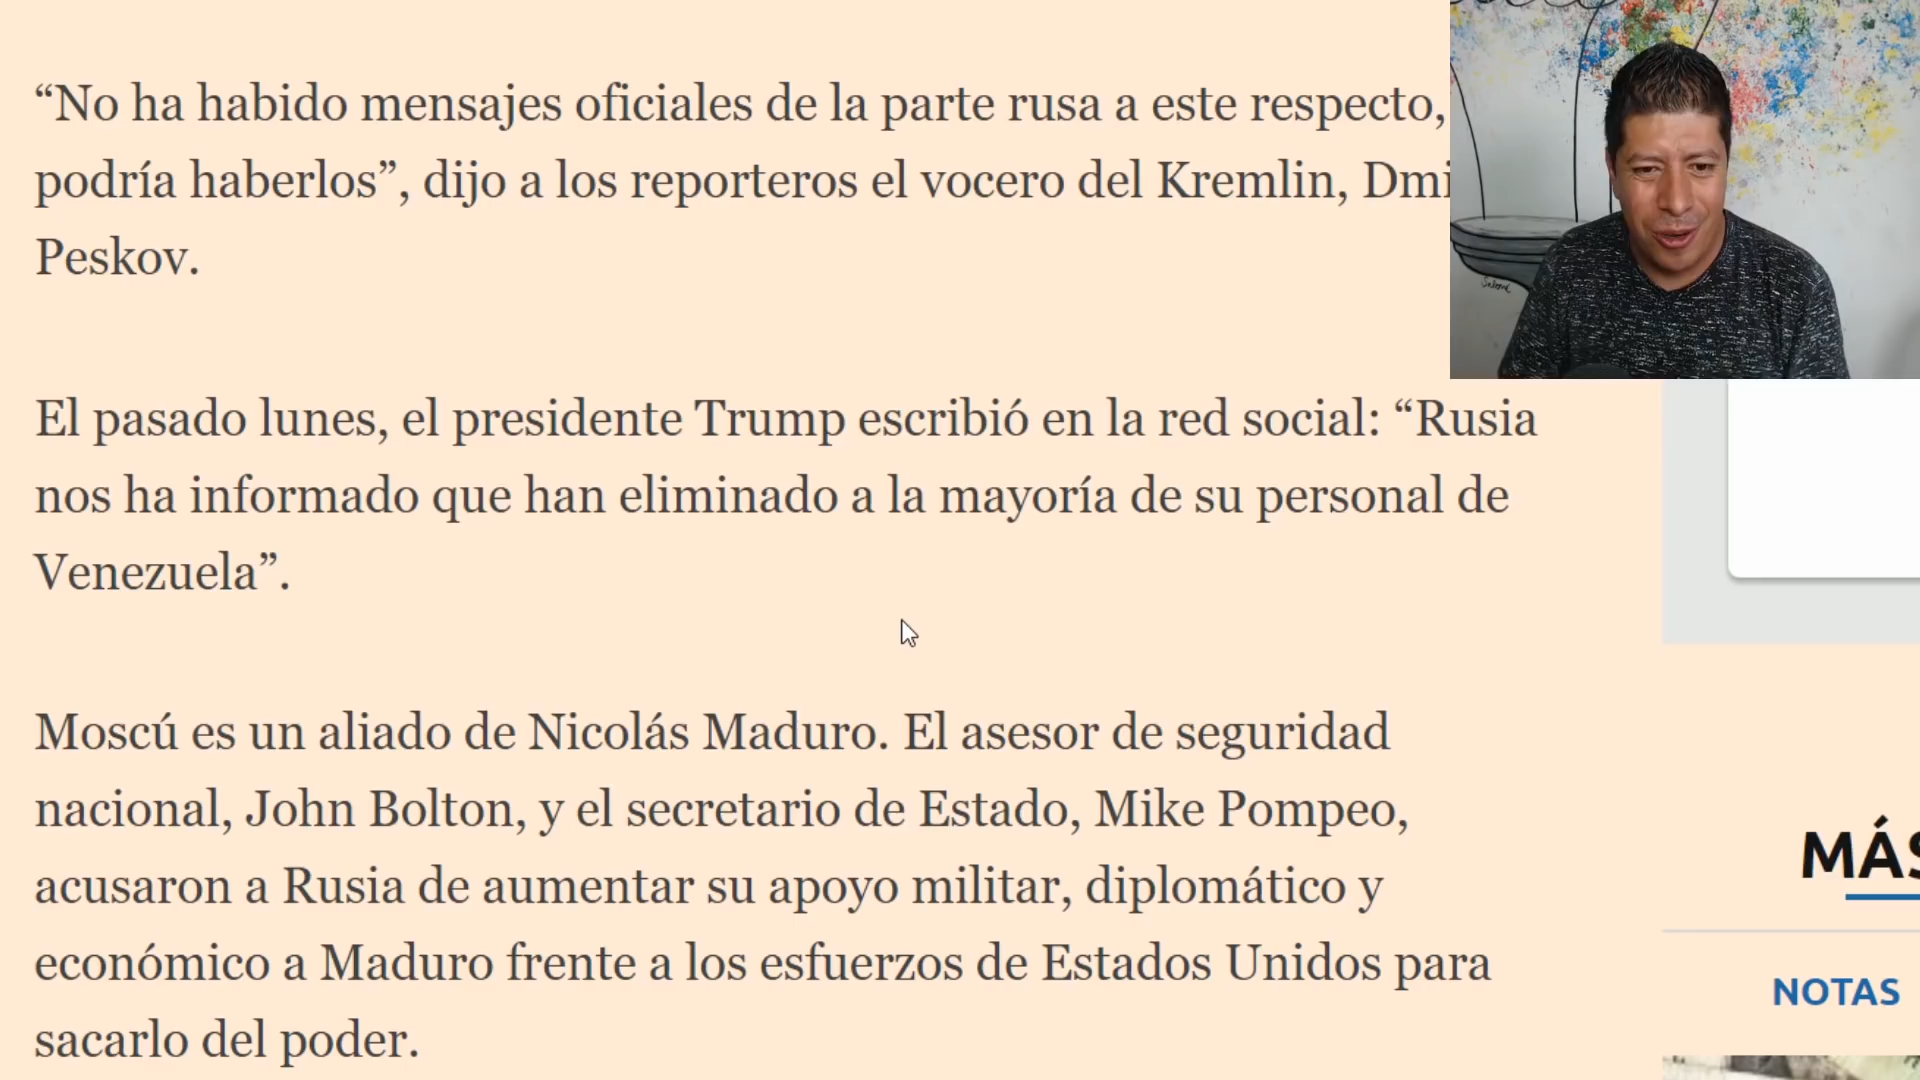 “No ha habido mensajes oficiales de la parte rusa a este respecto,
podría haberlos”, dijo a los reporteros el vocero del Kremlin,
Peskov.
El pasado lunes, el presidente Trump escribió en la red social: “Rusia
nos ha informado que han eliminado a la mayoría de su personal de
Venezuela”.
Moscú es un aliado de Nicolás Maduro. El asesor de seguridad
nacional, John Bolton, y el secretario de Estado, Mike Pompeo,
acusaron a Rusia de aumentar su apoyo militar, diplomático y
económico a Maduro frente a los esfuerzos de Estados Unidos para
sacarlo del poder.
MÁS
NOTAS